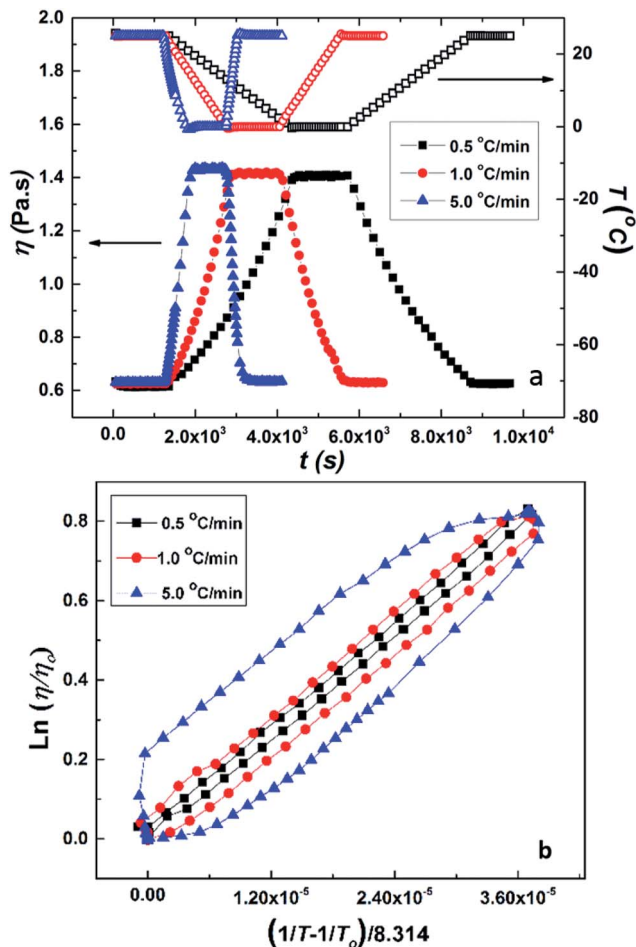 2.0
1.8
1.6
1.4
1.2
1.0
0.8
0.6
η (Pa.s)
20
0
-20
-40
-60
-80
T (°C)
0.5 °C/min
1.0 °C/min
5.0 °C/min
a
0.0 2.0x10³ 4.0x10³ 6.0x10³ 8.0x10³ 1.0x10⁴
t (s)
0.8
0.6
0.4
0.2
0.0
Ln (η/ηₒ)
0.5 °C/min
1.0 °C/min
5.0 °C/min
b
0.00 1.20x10⁻⁵ 2.40x10⁻⁵ 3.60x10⁻⁵
(1/T-1/Tₒ)/8.314